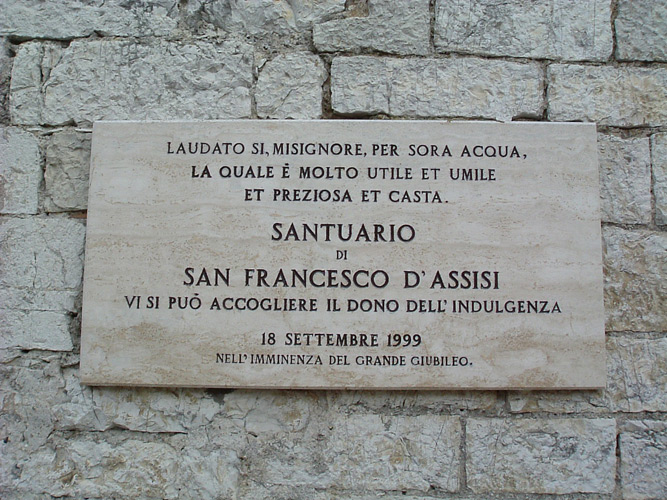 LAUDATO SI, MISIGNORE, PER SORA ACQUA,
LA QUALE È MOLTO UTILE ET UMILE
ET PREZIOSA ET CASTA.
SANTUARIO
DI
SAN FRANCESCO D'ASSISI
VI SI PUÒ ACCOGLIERE IL DONO DELL'INDULGENZA
18 SETTEMBRE 1999
NELL'IMMINENZA DEL GRANDE GIUBILEO.